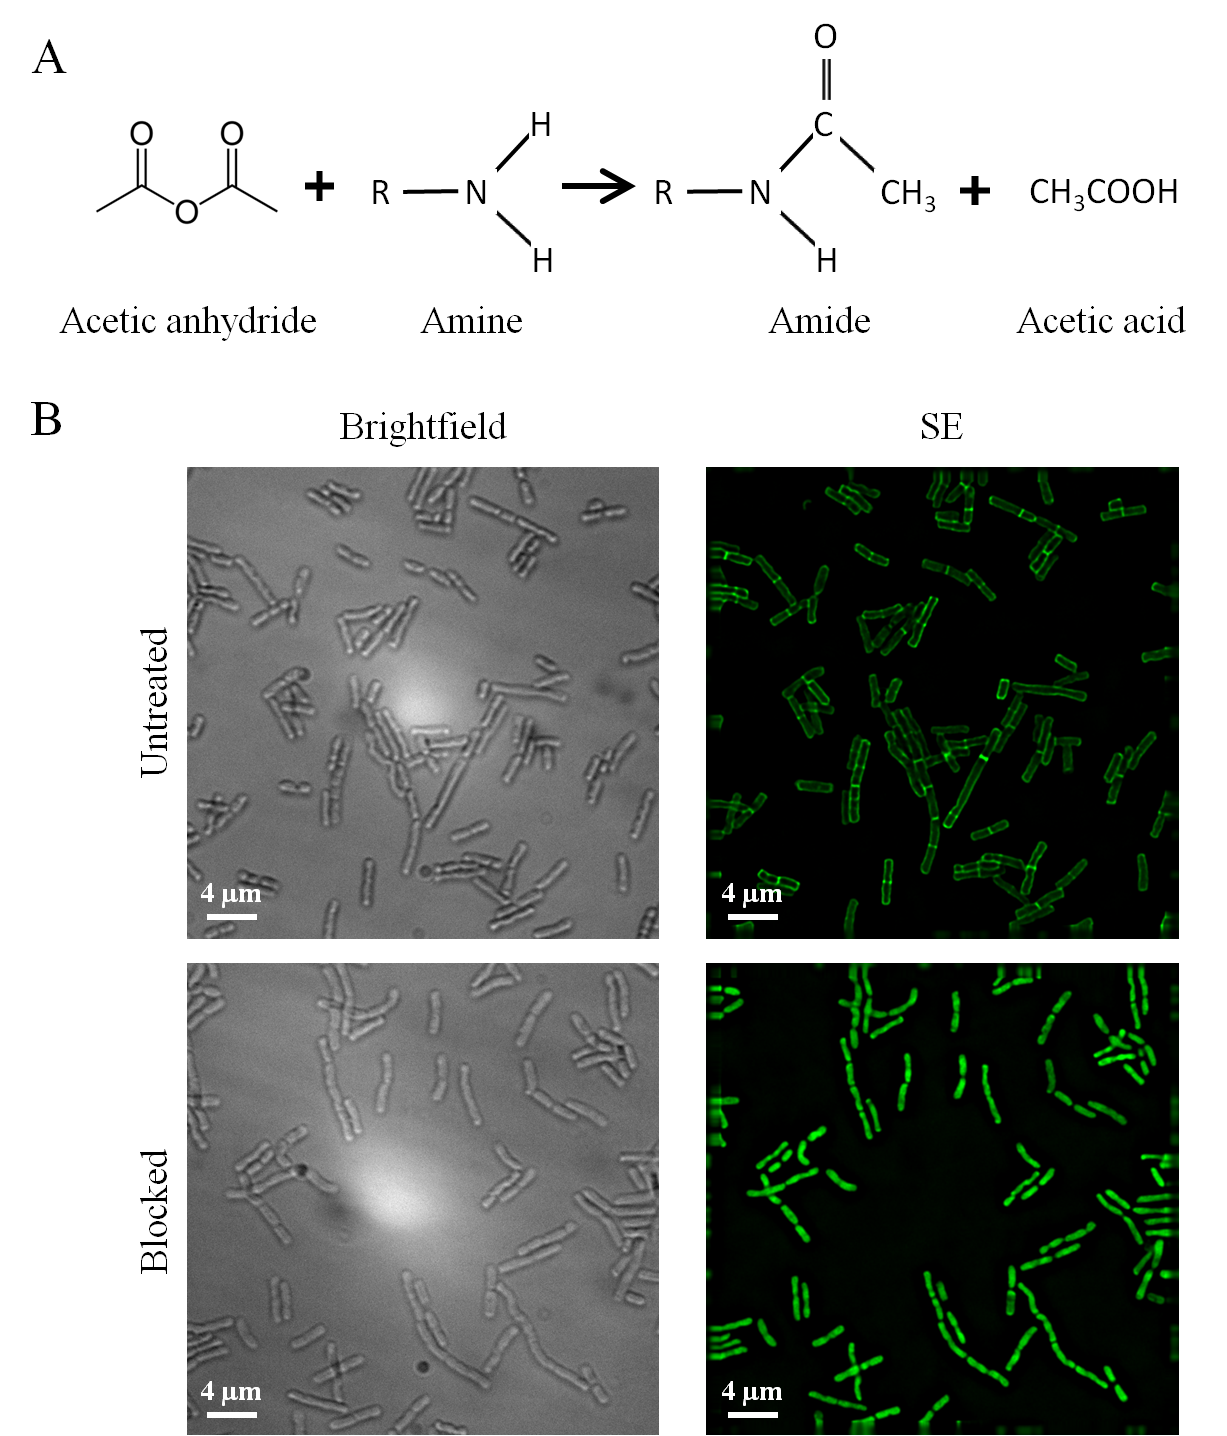 A
O
O O
O
+
R N H H
R N C O CH₃ H
+
CH₃COOH
Acetic anhydride Amine Amide Acetic acid
B
Brightfield SE
Untreated
4 μm 4 μm
Blocked
4 μm 4 μm